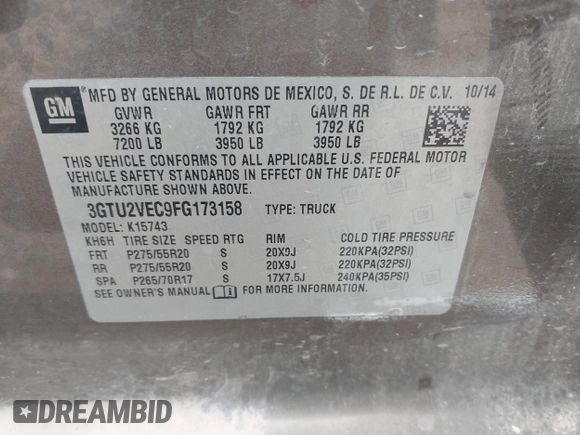 GM
MFD BY GENERAL MOTORS DE MEXICO, S. DE R.L. DE C.V. 10/14
GVWR GAWR FRT GAWR RR
3266 KG 1792 KG 1792 KG
7200 LB 3950 LB 3950 LB
THIS VEHICLE CONFORMS TO ALL APPLICABLE U.S. FEDERAL MOTOR
VEHICLE SAFETY STANDARDS IN EFFECT ON THE DATE OF
MANUFACTURE SHOWN ABOVE.
3GTU2VEC9FG173158 TYPE: TRUCK
MODEL: K15743
KH6H TIRE SIZE SPEED RTG RIM COLD TIRE PRESSURE
FRT P275/55R20 S 20X9J 220KPA(32PSI)
RR P275/55R20 S 20X9J 220KPA(32PSI)
SPA P265/70R17 S 17X7.5J 240KPA(35PSI)
SEE OWNER'S MANUAL FOR MORE INFORMATION.
DREAMBID